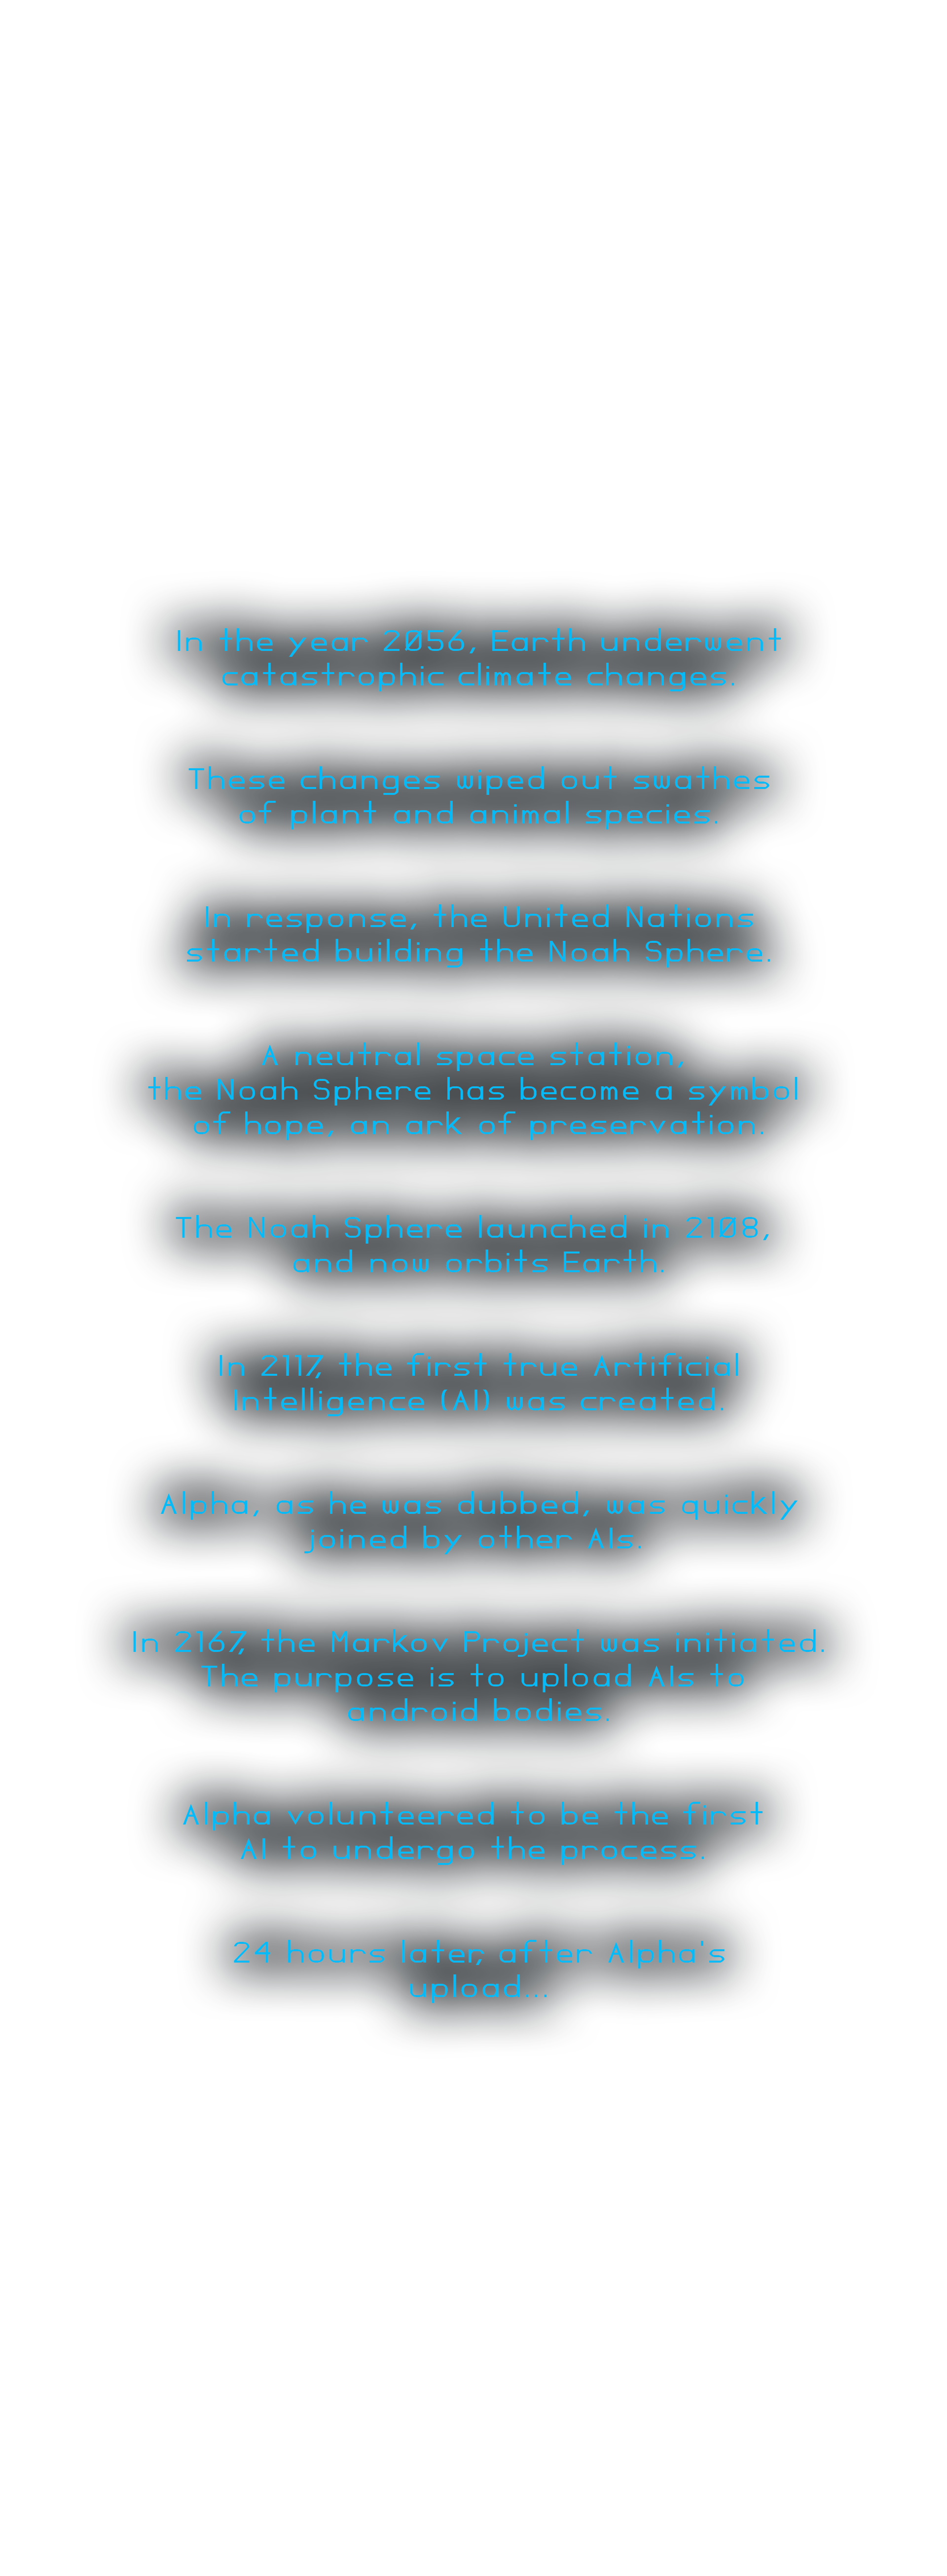 In the year 2056, Earth underwent
catastrophic climate changes.
These changes wiped out swathes
of plant and animal species.
In response, the United Nations
started building the Noah Sphere.
A neutral space station,
the Noah Sphere has become a symbol
of hope, an ark of preservation.
The Noah Sphere launched in 2108,
and now orbits Earth.
In 2117, the first true Artificial
Intelligence (AI) was created.
Alpha, as he was dubbed, was quickly
joined by other AIs.
In 2167, the Markov Project was initiated.
The purpose is to upload AIs to
android bodies.
Alpha volunteered to be the first
AI to undergo the process.
24 hours later, after Alpha's
upload...